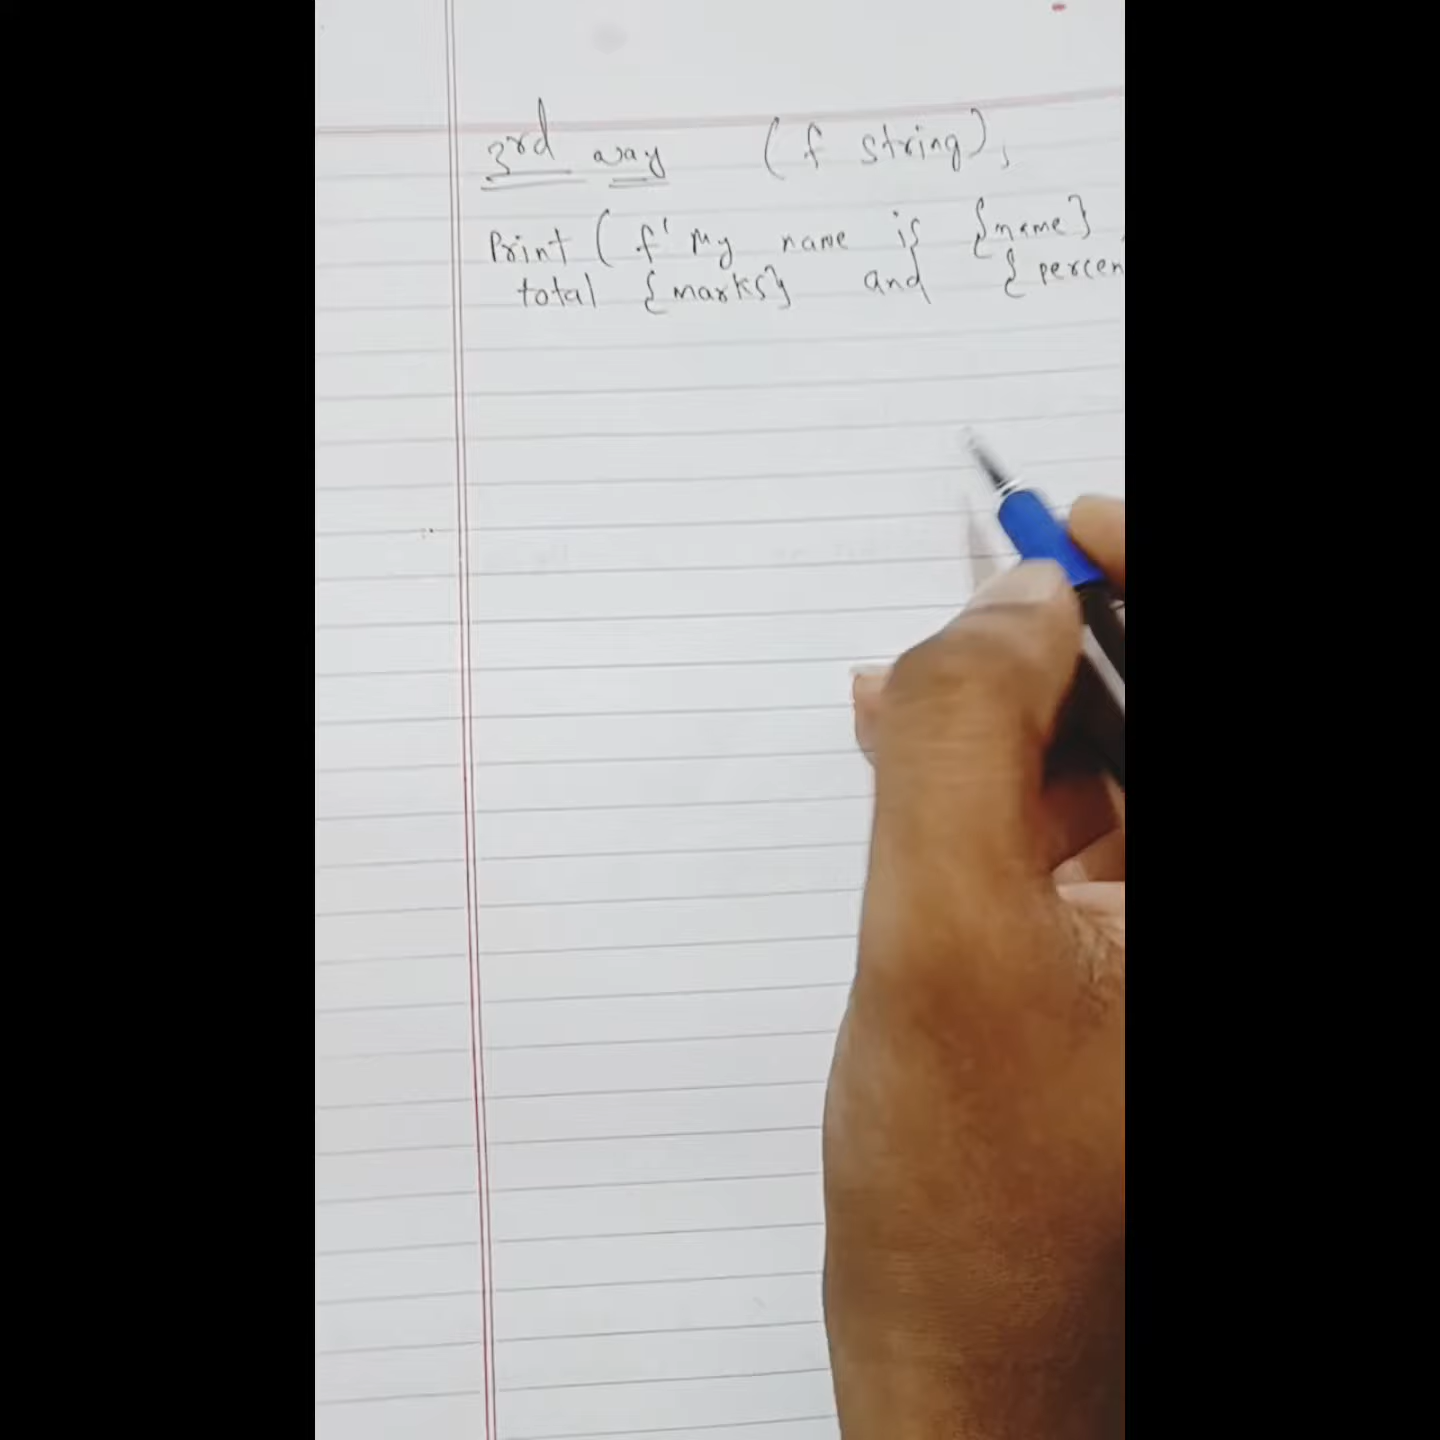 3rd way (f string),
Print (f' My name is {name}
total {marks} and {percen